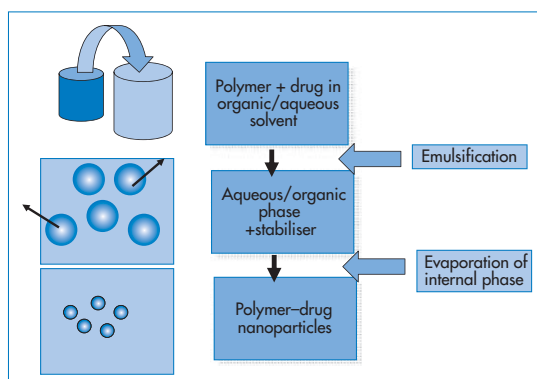 Polymer + drug in
organic/aqueous
solvent
Emulsification
Aqueous/organic
phase
+stabiliser
Evaporation of
internal phase
Polymer–drug
nanoparticles